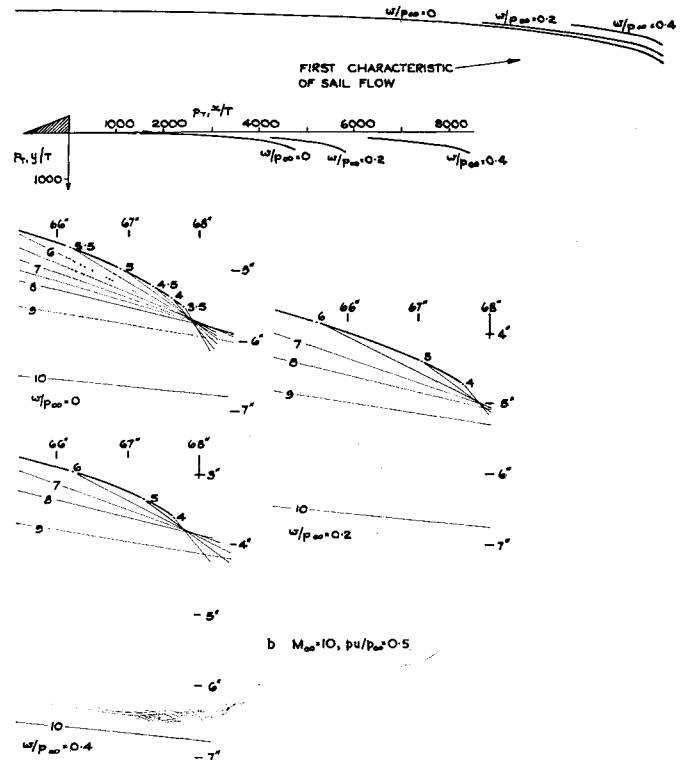 w/p∞=0
w/p∞=0.2
w/p∞=0.4
FIRST CHARACTERISTIC
OF SAIL FLOW
p_T, x/T
1000 2000 4000 6000 8000
p_T, y/T
1000
w/p∞=0
w/p∞=0.2
w/p∞=0.4
66" 67" 68"
5.5
6
7
8
9
10
5
4.5
4
3.5
5"
6"
7"
w/p∞=0
66" 67" 68"
6
7
8
9
10
5
4
4"
5"
6"
7"
w/p∞=0.2
66" 67" 68"
6
7
8
9
5
4
3"
4"
5"
b M∞=10, pu/p∞=0.5
6"
10
7"
w/p∞=0.4